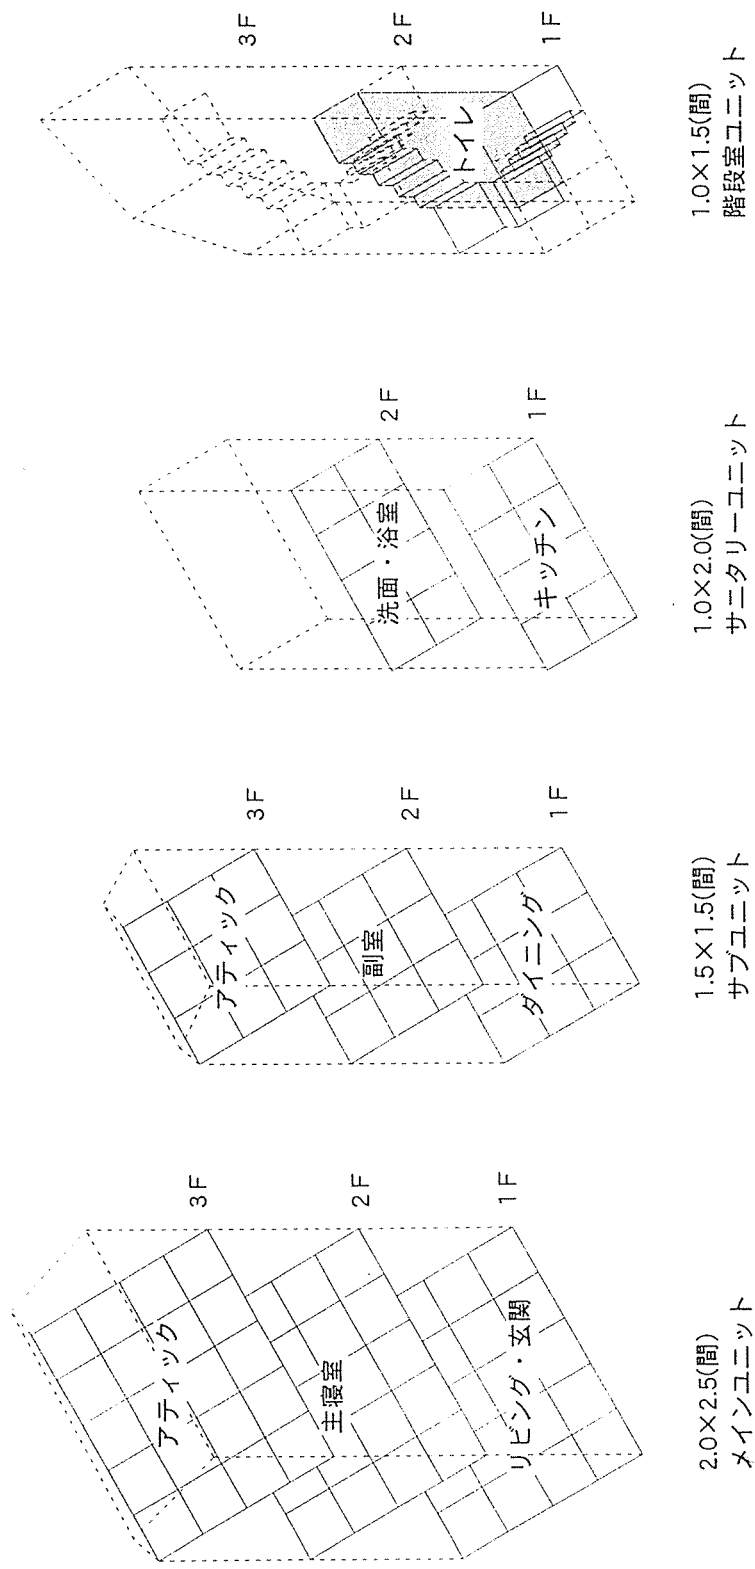 3F
アティック
2F
主寝室
1F
リビング・玄関
2.0×2.5(間)
メインユニット
3F
アティック
2F
副室
1F
ダイニング
1.5×1.5(間)
サブユニット
2F
洗面・浴室
1F
キッチン
1.0×2.0(間)
サニタリーユニット
3F
2F
トイレ
1F
1.0×1.5(間)
階段室ユニット